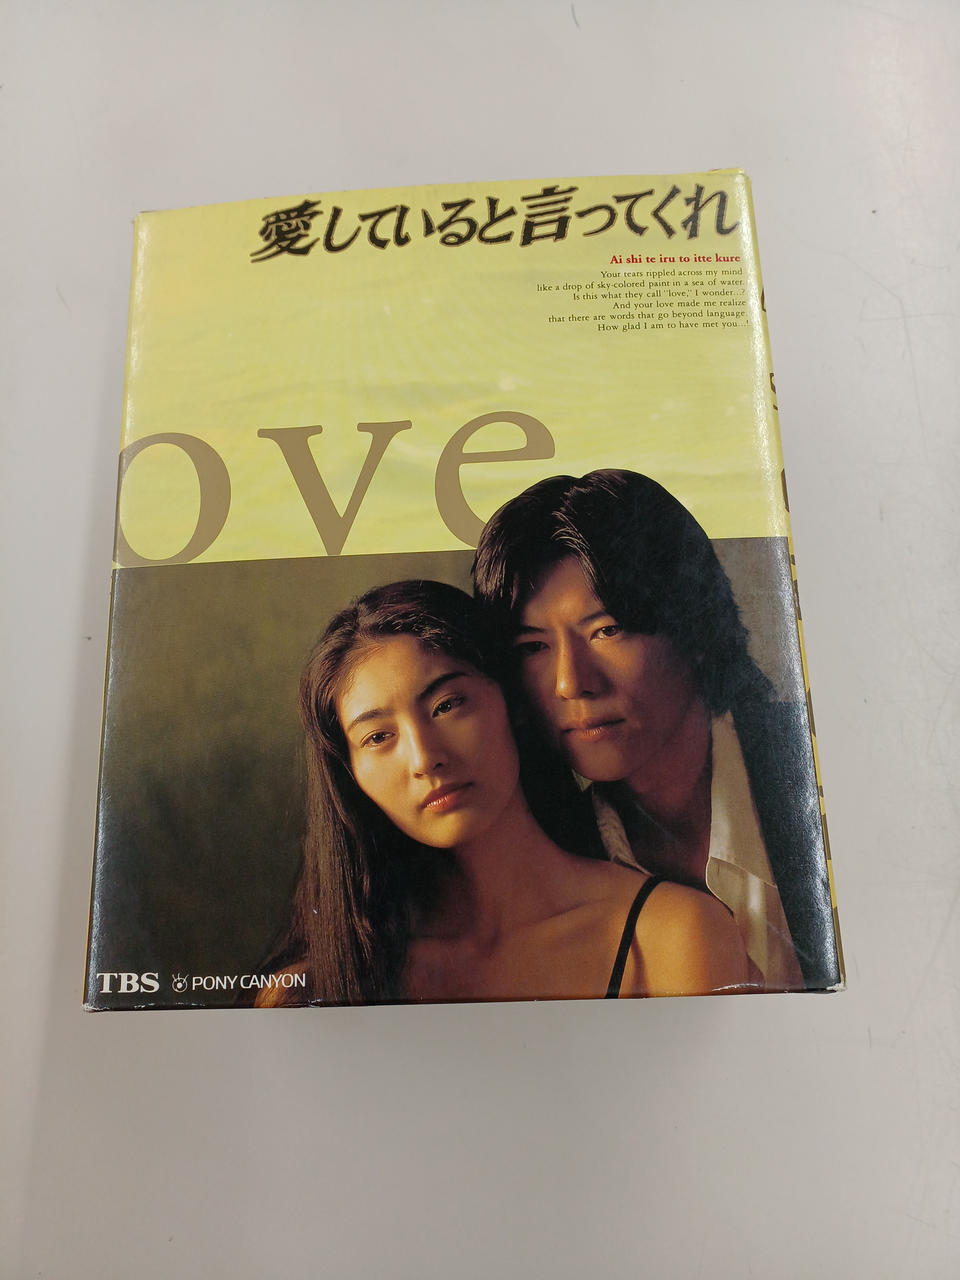 愛していると言ってくれ
Ai shi te iru to itte kure
Your tears rippled across my mind
like a drop of sky-colored paint in a sea of water.
Is this what they call "love," I wonder...?
And your love made me realize
that there are words that go beyond language.
How glad I am to have met you...!
ove
TBS PONY CANYON